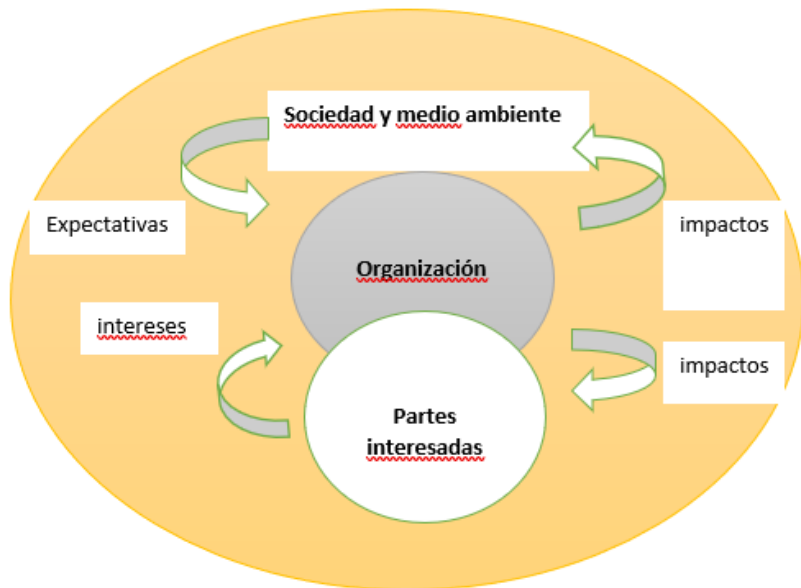 Sociedad y medio ambiente
Expectativas
impactos
Organización
intereses
impactos
Partes
interesadas